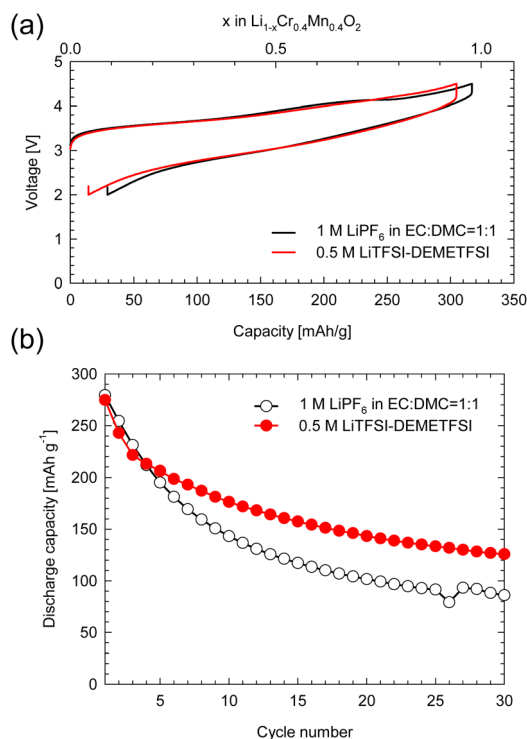 (a)
x in Li1-xCr0.4Mn0.4O2
0.0 0.5 1.0
5
4
3
2
1
0
Voltage [V]
1 M LiPF6 in EC:DMC=1:1
0.5 M LiTFSI-DEMETFSI
0 50 100 150 200 250 300 350
Capacity [mAh/g]
(b)
300
250
200
150
100
50
0
Discharge capacity [mAh g-1]
1 M LiPF6 in EC:DMC=1:1
0.5 M LiTFSI-DEMETFSI
5 10 15 20 25 30
Cycle number